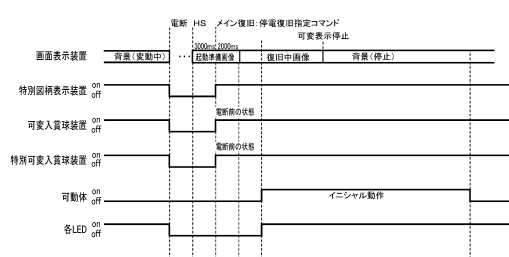 電断 HS メイン復旧:停電復旧指定コマンド
可変表示停止
3000ms 2000ms
画面表示装置 背景(変動中) ・・・ 起動準備画像 復旧中画像 背景(停止)
特別図柄表示装置 on
off
電断前の状態
可変入賞球装置 on
off
電断前の状態
特別可変入賞球装置 on
off
可動体 on
off
イニシャル動作
各LED on
off